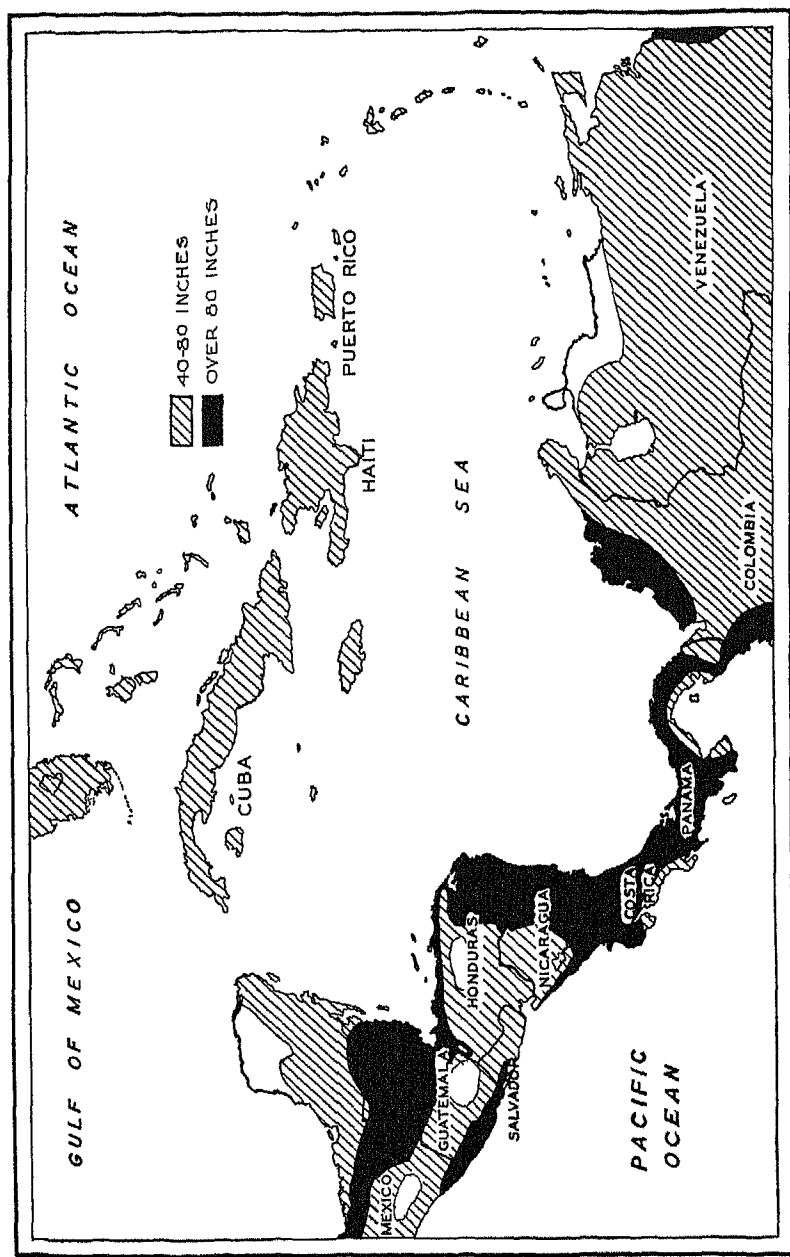 GULF OF MEXICO
ATLANTIC OCEAN
40-80 INCHES
OVER 80 INCHES
CUBA
HAITI
PUERTO RICO
CARIBBEAN SEA
MEXICO
GUATEMALA
HONDURAS
SALVADOR
NICARAGUA
COSTA
RICA
PANAMA
COLOMBIA
VENEZUELA
PACIFIC
OCEAN